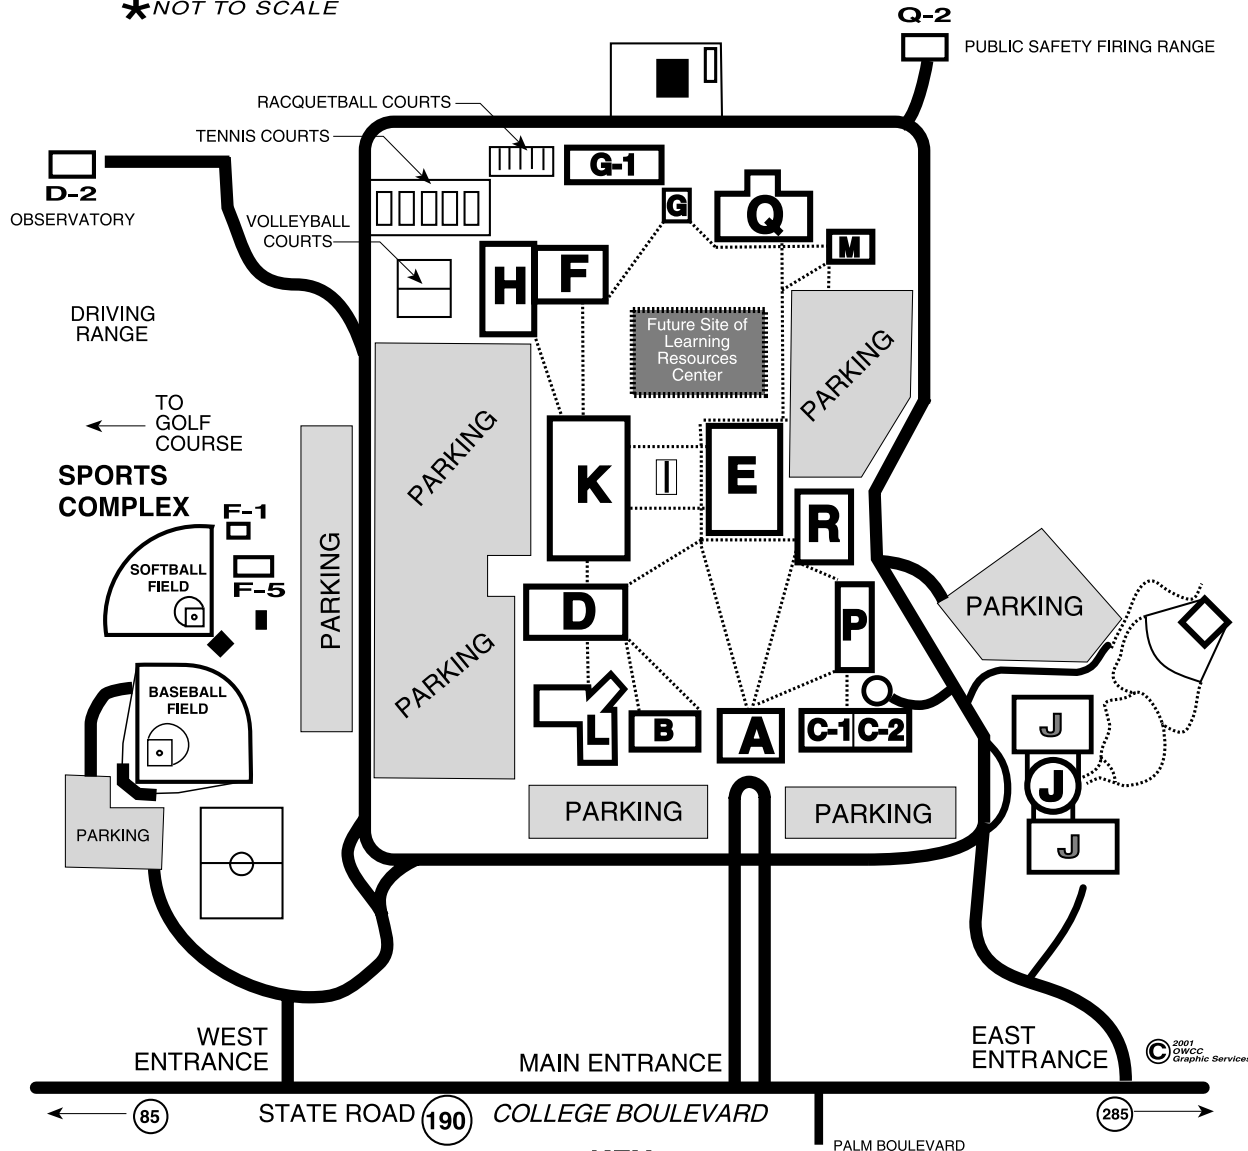 *NOT TO SCALE
Q-2
PUBLIC SAFETY FIRING RANGE
RACQUETBALL COURTS
TENNIS COURTS
G-1
D-2
OBSERVATORY
VOLLEYBALL
COURTS
G
Q
M
H
F
DRIVING
RANGE
Future Site of
Learning
Resources
Center
PARKING
TO
GOLF
COURSE
PARKING
SPORTS
COMPLEX
F-1
K
I
E
R
SOFTBALL
FIELD
F-5
PARKING
D
P
PARKING
PARKING
BASEBALL
FIELD
L
B
A
C-1
C-2
J
J
J
PARKING
PARKING
PARKING
WEST
ENTRANCE
MAIN ENTRANCE
EAST
ENTRANCE
© 2001
OWCC
Graphic Services
85
STATE ROAD 190 COLLEGE BOULEVARD
285
PALM BOULEVARD